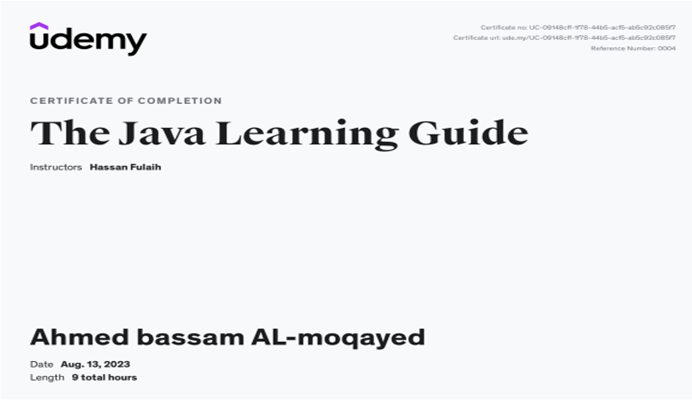 udemy
Certificate no: UC-09148cff-1f78-44b5-acf5-ab5c92c085f7
Certificate url: ude.my/UC-09148cff-1f78-44b5-acf5-ab5c92c085f7
Reference Number: 0004
CERTIFICATE OF COMPLETION
The Java Learning Guide
Instructors Hassan Fulaih
Ahmed bassam AL-moqayed
Date Aug. 13, 2023
Length 9 total hours